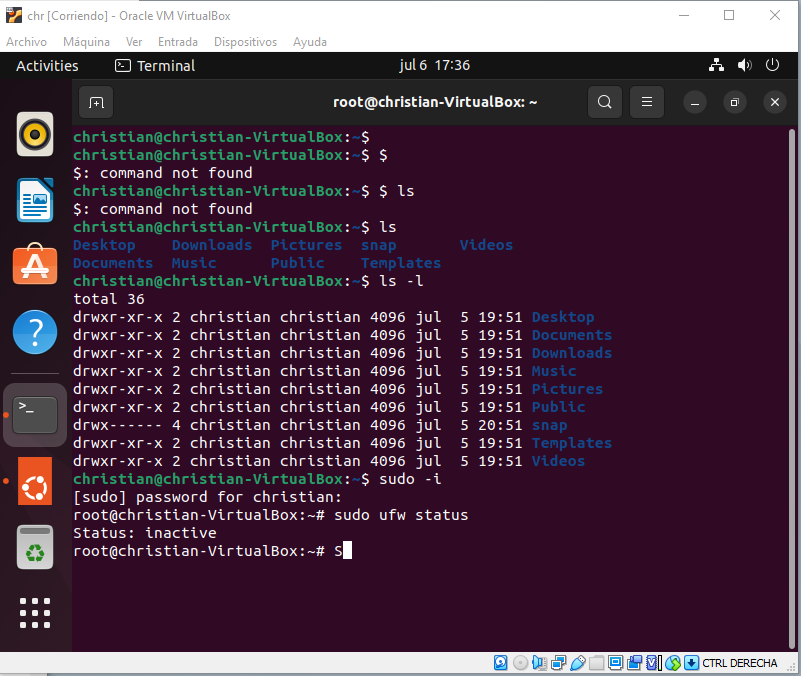 chr [Corriendo] - Oracle VM VirtualBox
Archivo Máquina Ver Entrada Dispositivos Ayuda
Activities Terminal jul 6 17:36
root@christian-VirtualBox: ~
christian@christian-VirtualBox:~$
christian@christian-VirtualBox:~$ $
$: command not found
christian@christian-VirtualBox:~$ $ ls
$: command not found
christian@christian-VirtualBox:~$ ls
Desktop Downloads Pictures snap Videos
Documents Music Public Templates
christian@christian-VirtualBox:~$ ls -l
total 36
drwxr-xr-x 2 christian christian 4096 jul 5 19:51 Desktop
drwxr-xr-x 2 christian christian 4096 jul 5 19:51 Documents
drwxr-xr-x 2 christian christian 4096 jul 5 19:51 Downloads
drwxr-xr-x 2 christian christian 4096 jul 5 19:51 Music
drwxr-xr-x 2 christian christian 4096 jul 5 19:51 Pictures
drwxr-xr-x 2 christian christian 4096 jul 5 19:51 Public
drwx------ 4 christian christian 4096 jul 5 20:51 snap
drwxr-xr-x 2 christian christian 4096 jul 5 19:51 Templates
drwxr-xr-x 2 christian christian 4096 jul 5 19:51 Videos
christian@christian-VirtualBox:~$ sudo -i
[sudo] password for christian:
root@christian-VirtualBox:~# sudo ufw status
Status: inactive
root@christian-VirtualBox:~# S
CTRL DERECHA